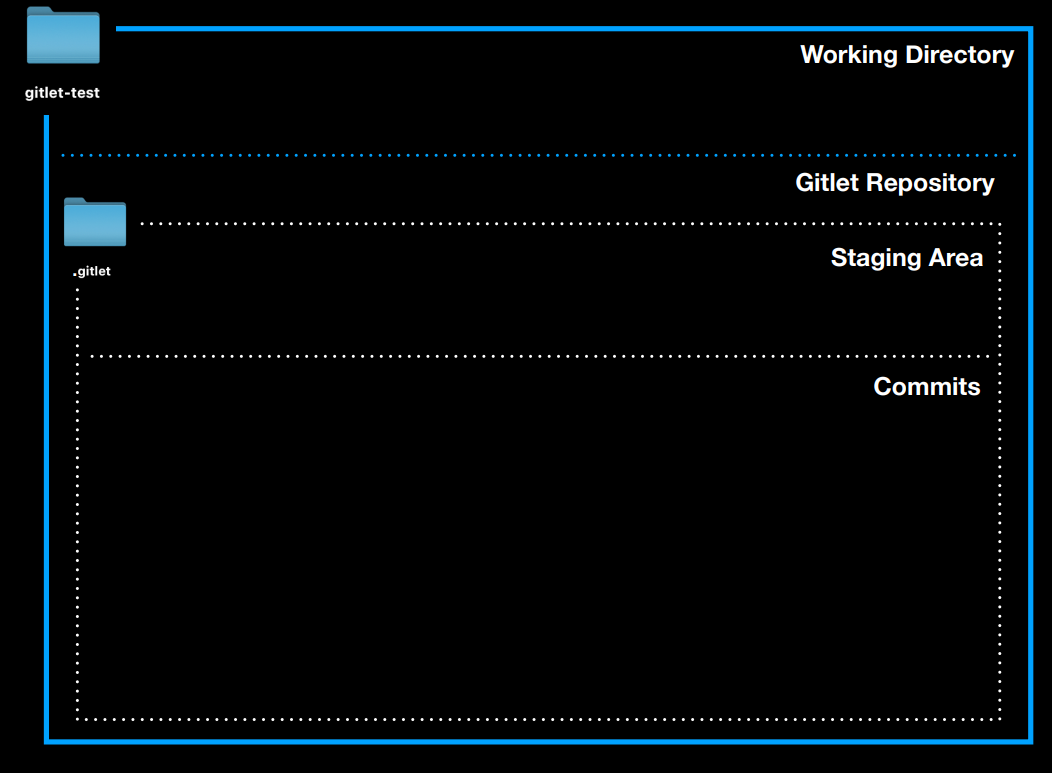 Working Directory
gitlet-test
Gitlet Repository
Staging Area
.gitlet
Commits